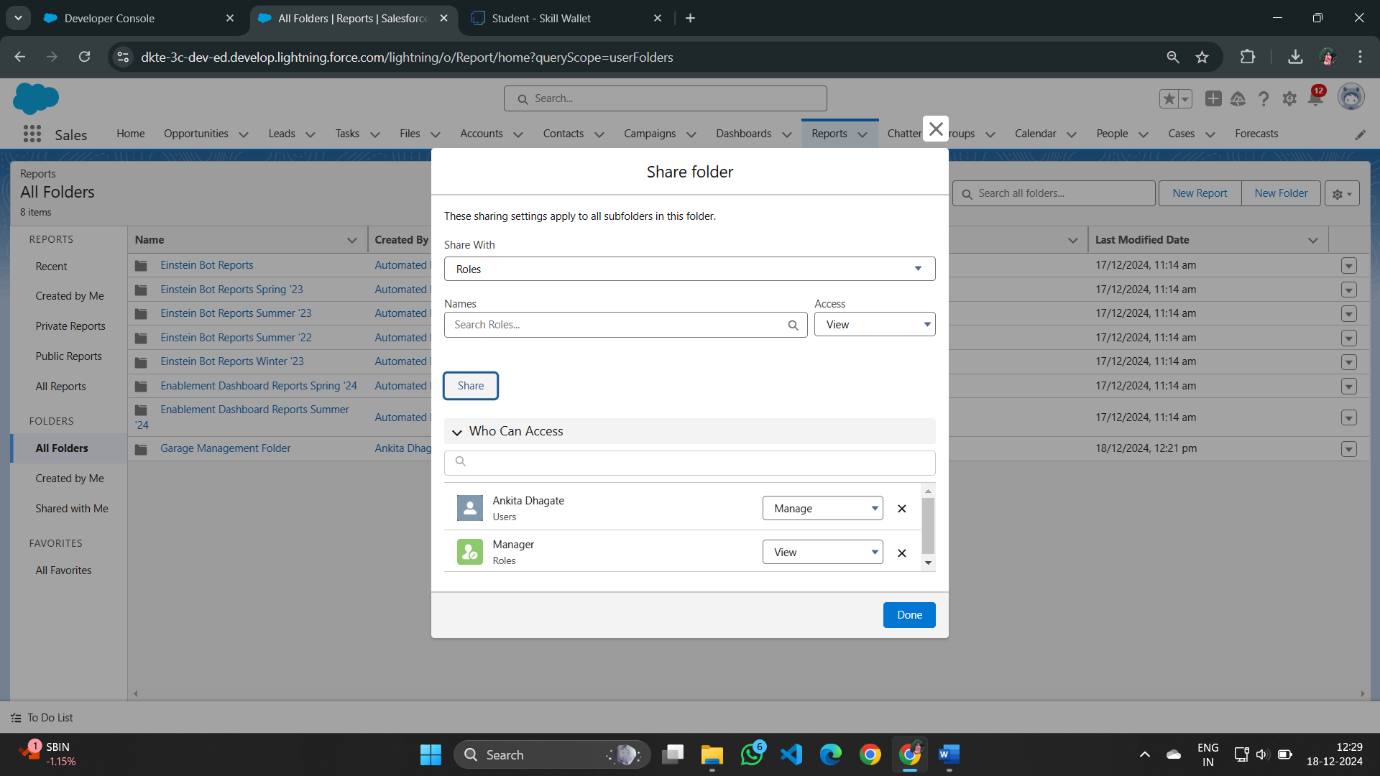 Developer Console
All Folders | Reports | Salesforce
Student - Skill Wallet
dkte-3c-dev-ed.develop.lightning.force.com/lightning/o/Report/home?queryScope=userFolders
Search...
12
Sales
Home
Opportunities
Leads
Tasks
Files
Accounts
Contacts
Campaigns
Dashboards
Reports
Chatter
roups
Calendar
People
Cases
Forecasts
Reports
All Folders
8 items
Search all folders...
New Report
New Folder
REPORTS
Recent
Created by Me
Private Reports
Public Reports
All Reports
FOLDERS
All Folders
Created by Me
Shared with Me
FAVORITES
All Favorites
Name
Created By
Last Modified Date
Einstein Bot Reports
Automated
17/12/2024, 11:14 am
Einstein Bot Reports Spring '23
Automated
17/12/2024, 11:14 am
Einstein Bot Reports Summer '23
Automated
17/12/2024, 11:14 am
Einstein Bot Reports Summer '22
Automated
17/12/2024, 11:14 am
Einstein Bot Reports Winter '23
Automated
17/12/2024, 11:14 am
Enablement Dashboard Reports Spring '24
Automated
17/12/2024, 11:14 am
Enablement Dashboard Reports Summer
'24
Automated
17/12/2024, 11:14 am
Garage Management Folder
Ankita Dhag
18/12/2024, 12:21 pm
Share folder
These sharing settings apply to all subfolders in this folder.
Share With
Roles
Names
Access
Search Roles...
View
Share
Who Can Access
Ankita Dhagate
Users
Manage
Manager
Roles
View
Done
To Do List
1
SBIN
-1.15%
Search
6
ENG
IN
12:29
18-12-2024